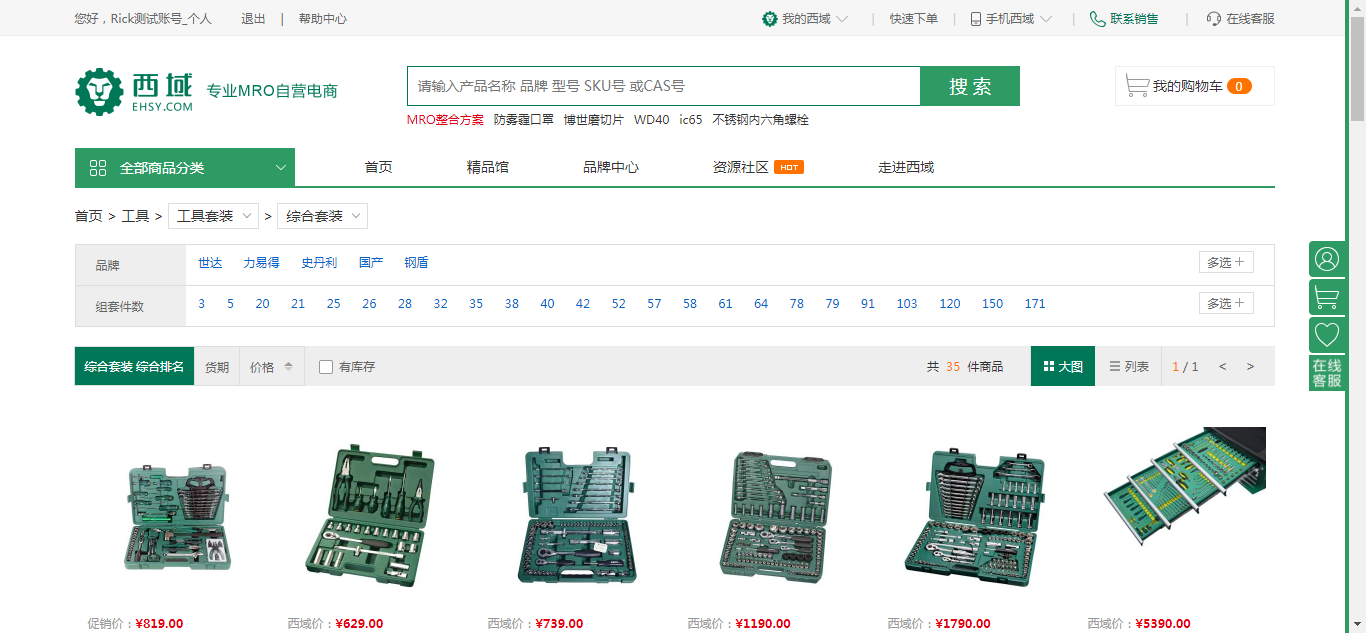 您好，Rick测试账号_个人 退出 | 帮助中心 我的西域 | 快速下单 | 手机西域 | 联系销售 | 在线客服
西域
EHSY.COM
专业MRO自营电商
请输入产品名称 品牌 型号 SKU号 或CAS号 搜 索
我的购物车 0
MRO整合方案 防雾霾口罩 博世磨切片 WD40 ic65 不锈钢内六角螺栓
全部商品分类 首页 精品馆 品牌中心 资源社区 HOT 走进西域
首页 > 工具 > 工具套装 > 综合套装
品牌 世达 力易得 史丹利 国产 钢盾 多选
组套件数 3 5 20 21 25 26 28 32 35 38 40 42 52 57 58 61 64 78 79 91 103 120 150 171 多选
综合套装 综合排名 货期 价格 有库存 共 35 件商品 大图 列表 1 / 1 < >
在线
客服
促销价：¥819.00 西域价：¥629.00 西域价：¥739.00 西域价：¥1190.00 西域价：¥1790.00 西域价：¥5390.00